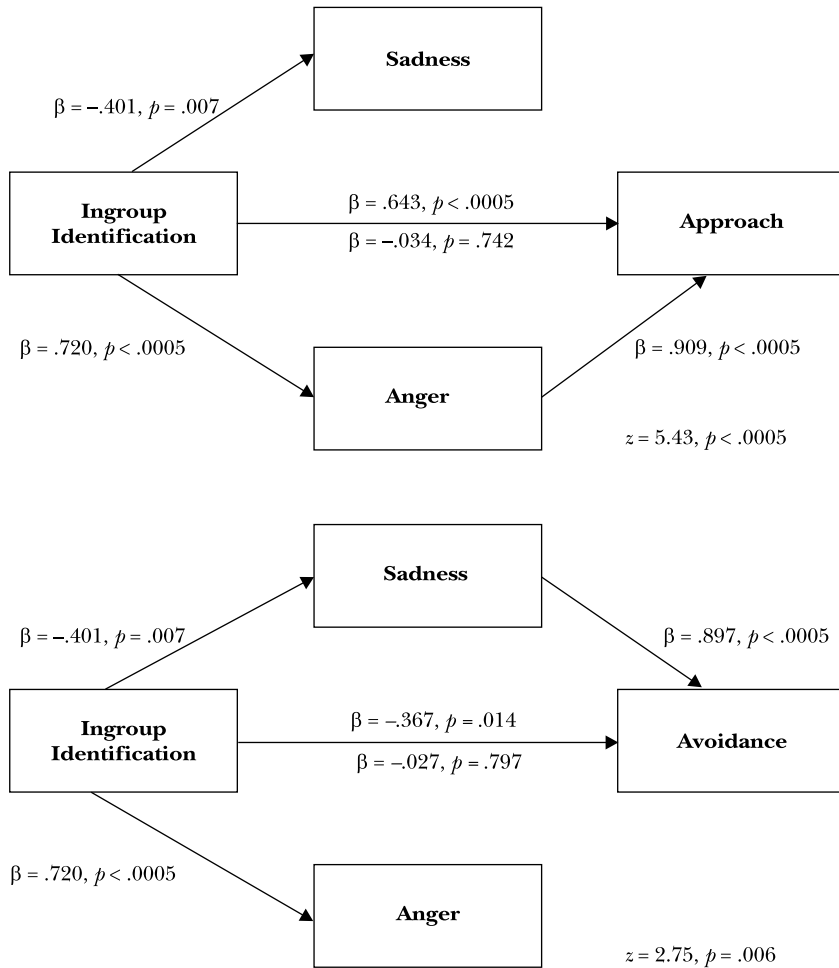 Sadness
β = –.401, p = .007
Ingroup
Identification
β = .643, p < .0005
β = –.034, p = .742
Approach
β = .720, p < .0005
Anger
β = .909, p < .0005
z = 5.43, p < .0005
Sadness
β = –.401, p = .007
β = .897, p < .0005
Ingroup
Identification
β = –.367, p = .014
β = –.027, p = .797
Avoidance
β = .720, p < .0005
Anger
z = 2.75, p = .006